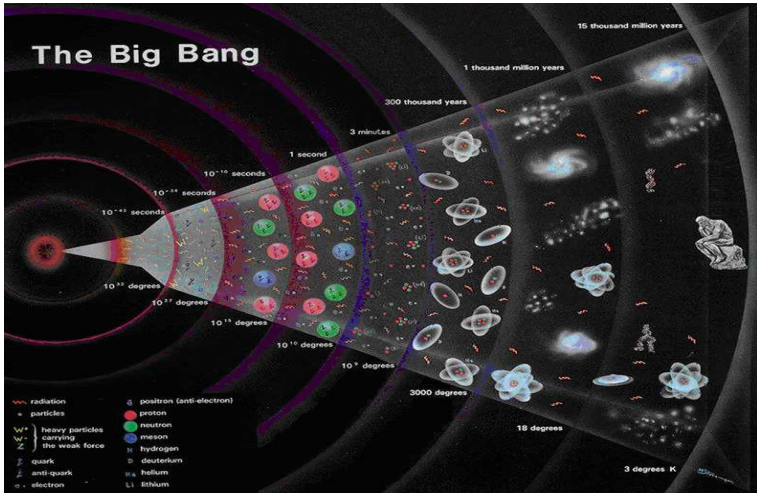 The Big Bang
15 thousand million years
1 thousand million years
300 thousand years
3 minutes
1 second
10⁻¹⁰ seconds
10⁻³⁴ seconds
10⁻⁴³ seconds
10³² degrees
10²⁷ degrees
10¹⁵ degrees
10¹⁰ degrees
10⁹ degrees
3000 degrees
18 degrees
3 degrees K
radiation
particles
W+
W-
Z
heavy particles
carrying
the weak force
quark
anti-quark
e- electron
positron (anti-electron)
proton
neutron
meson
H hydrogen
D deuterium
He helium
Li lithium